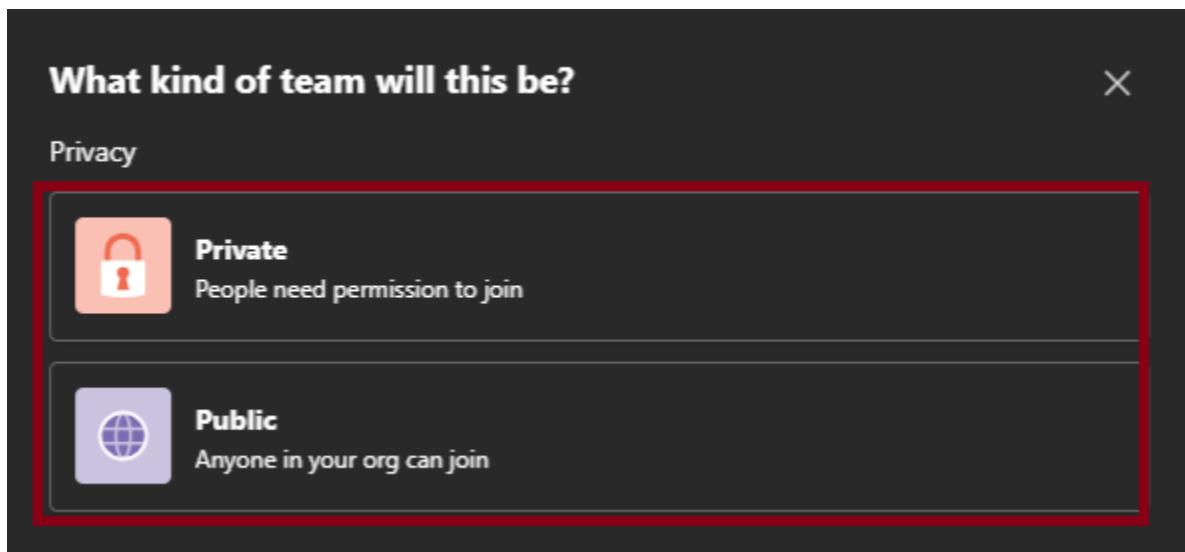 What kind of team will this be?
Privacy
Private
People need permission to join
Public
Anyone in your org can join